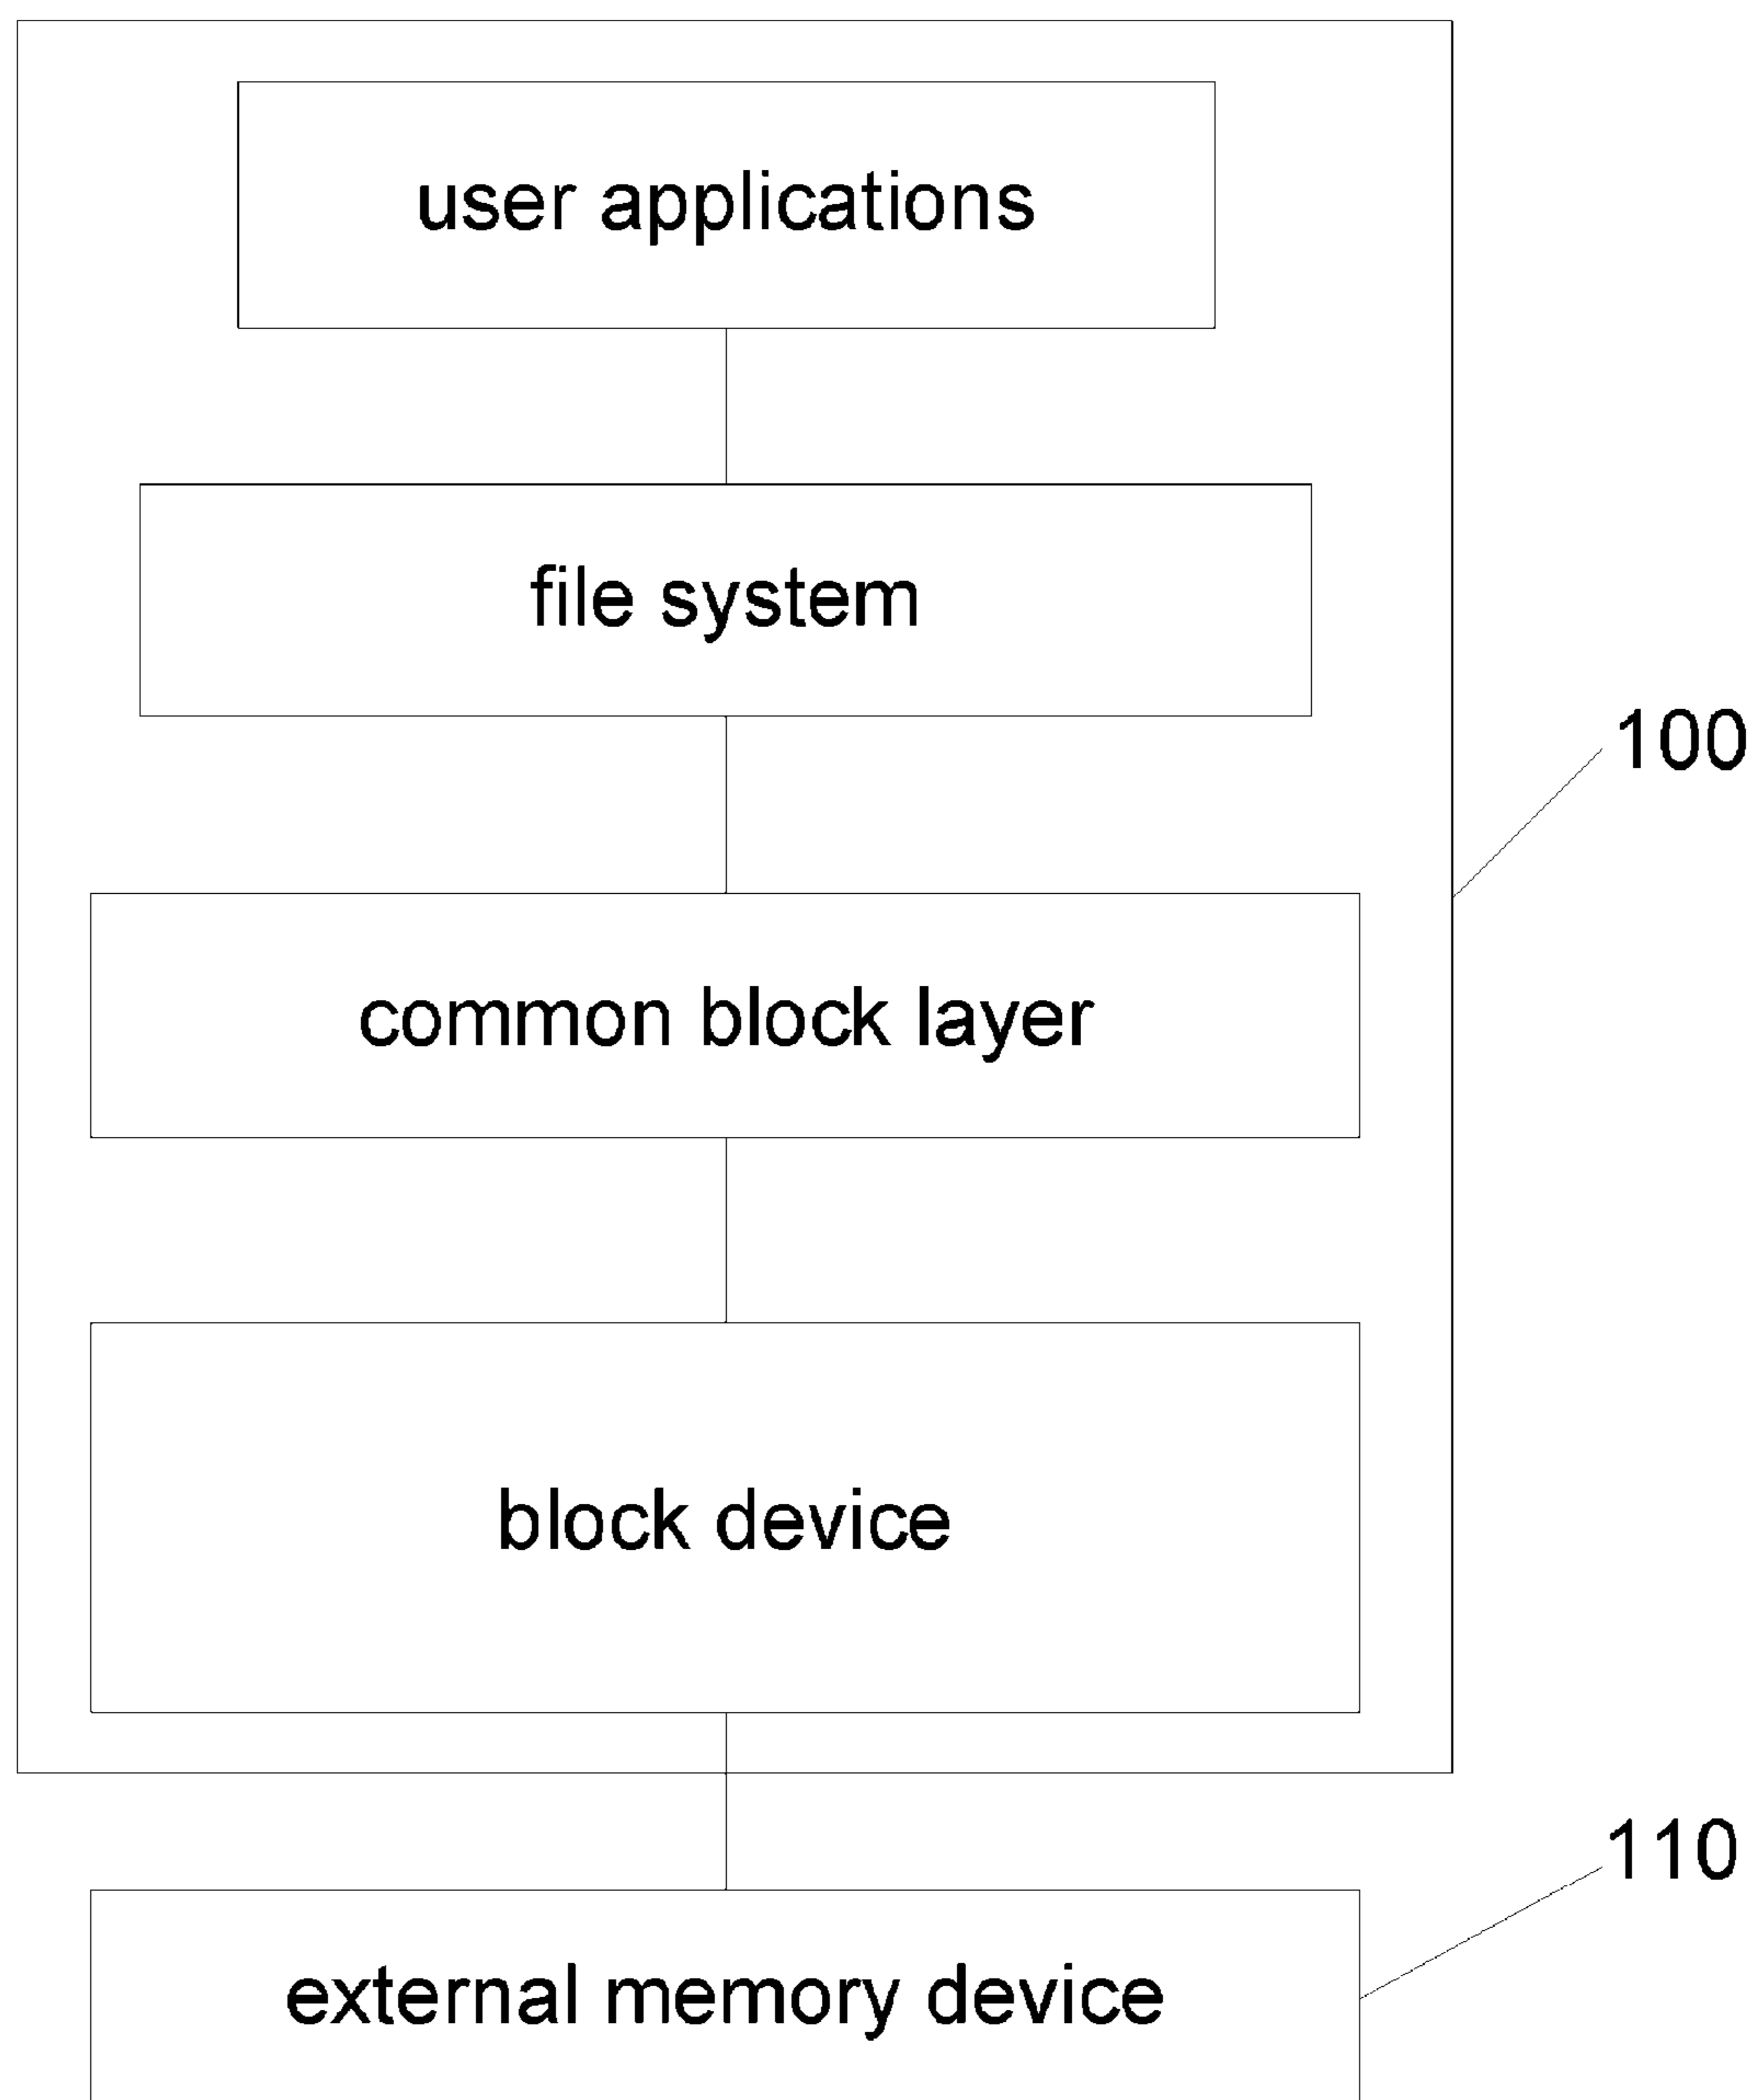 user applications
file system
100
common block layer
block device
110
external memory device